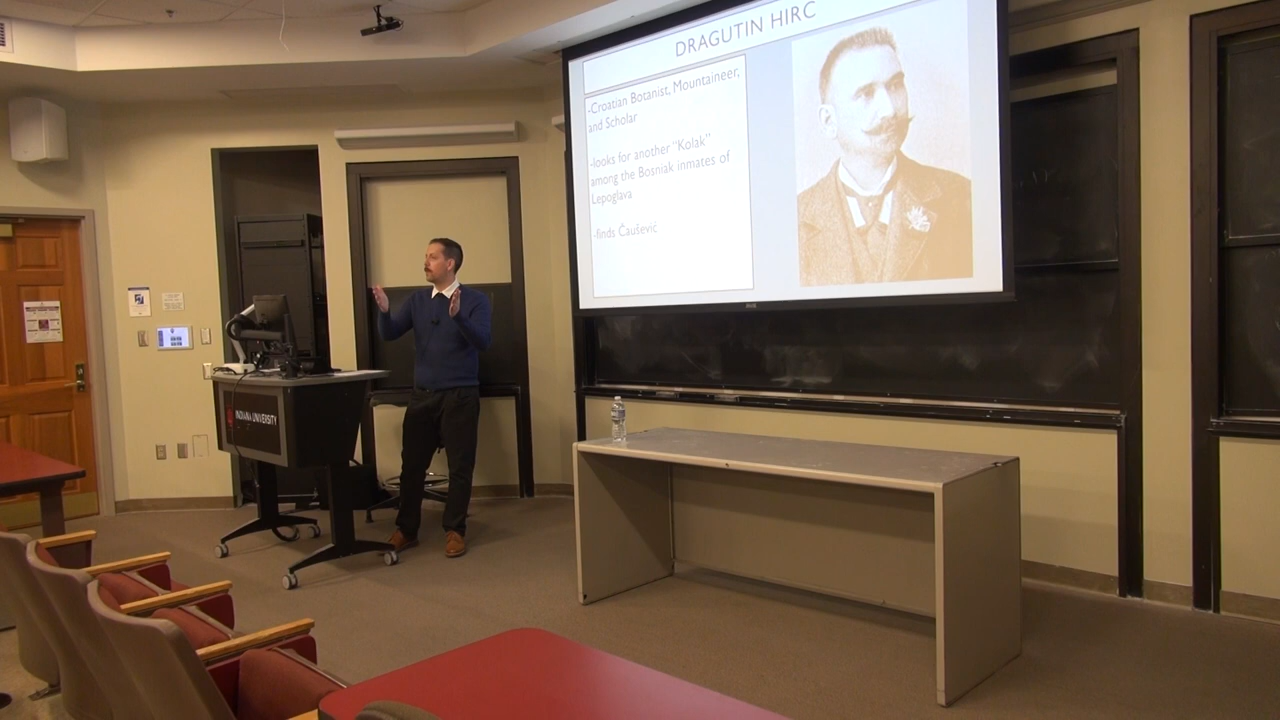 DRAGUTIN HIRC
-Croatian Botanist, Mountaineer,
and Scholar
-looks for another “Kolak”
among the Bosniak inmates of
Lepoglava
-finds Čaušević
INDIANA UNIVERSITY